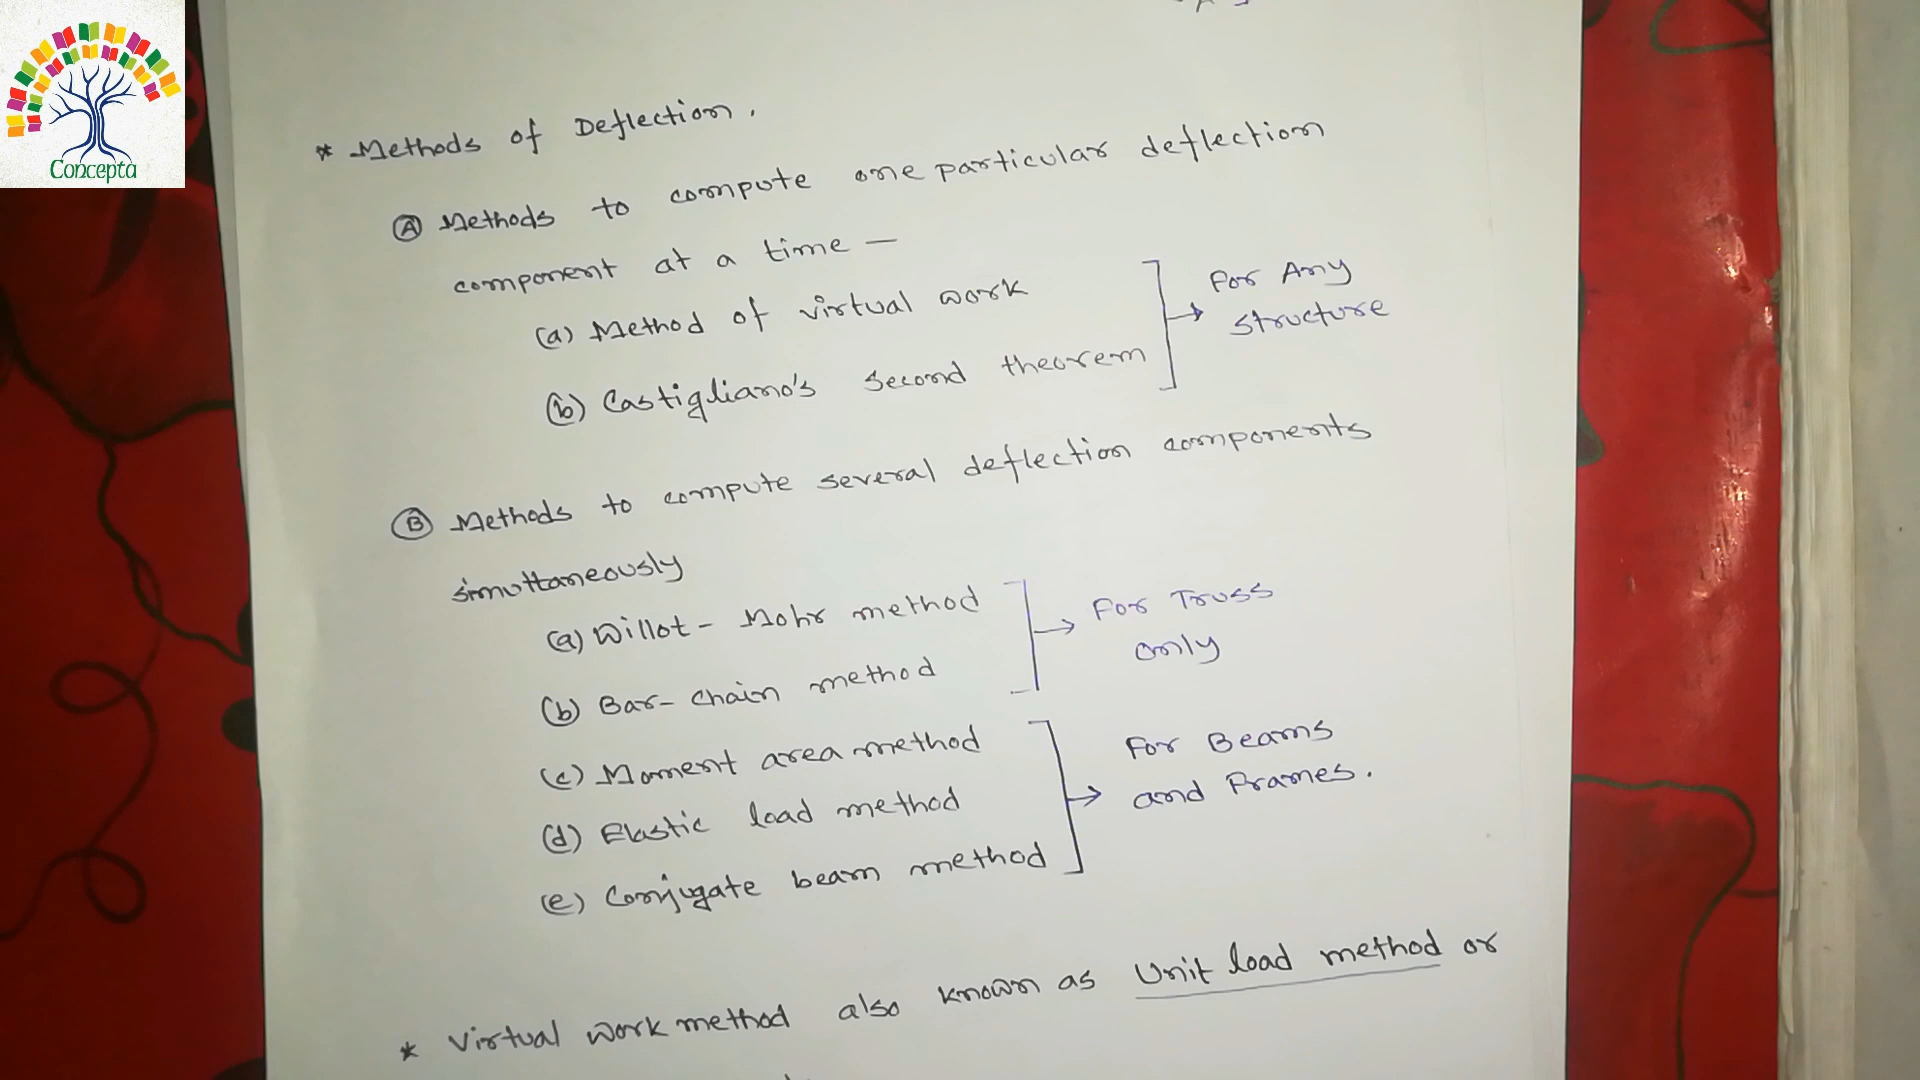 Concepta
* Methods of Deflection.
(A) Methods to compute one particular deflection
component at a time —
(a) Method of virtual work
(b) Castigliano's second theorem
→ For Any
structure
(B) Methods to compute several deflection components
simultaneously
(a) Willot - Mohr method
(b) Bar - chain method
→ For Truss
only
(c) Moment area method
(d) Elastic load method
(e) Conjugate beam method
→ For Beams
and Frames.
* Virtual work method also known as Unit load method or